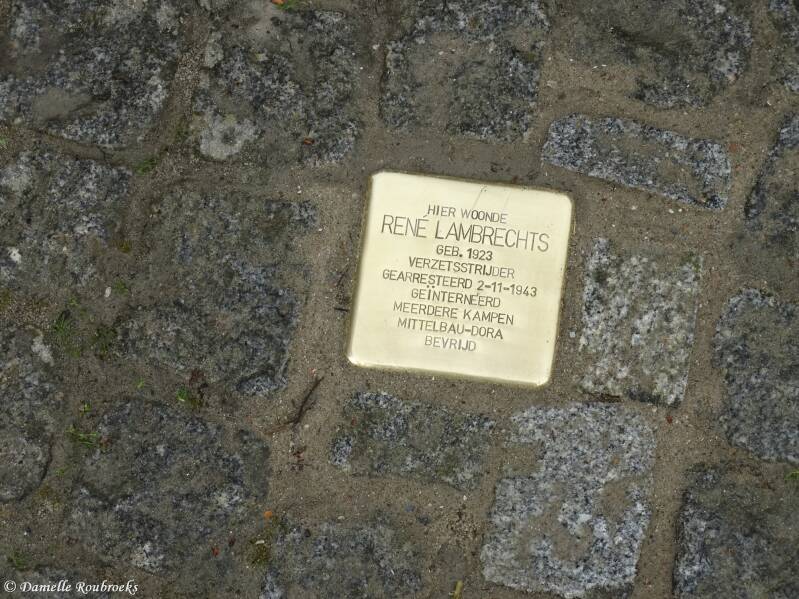 HIER WOONDE
RENÉ LAMBRECHTS
GEB. 1923
VERZETSSTRIJDER
GEARRESTEERD 2-11-1943
GEÏNTERNEERD
MEERDERE KAMPEN
MITTELBAU-DORA
BEVRIJD
© Danielle Roubroeks